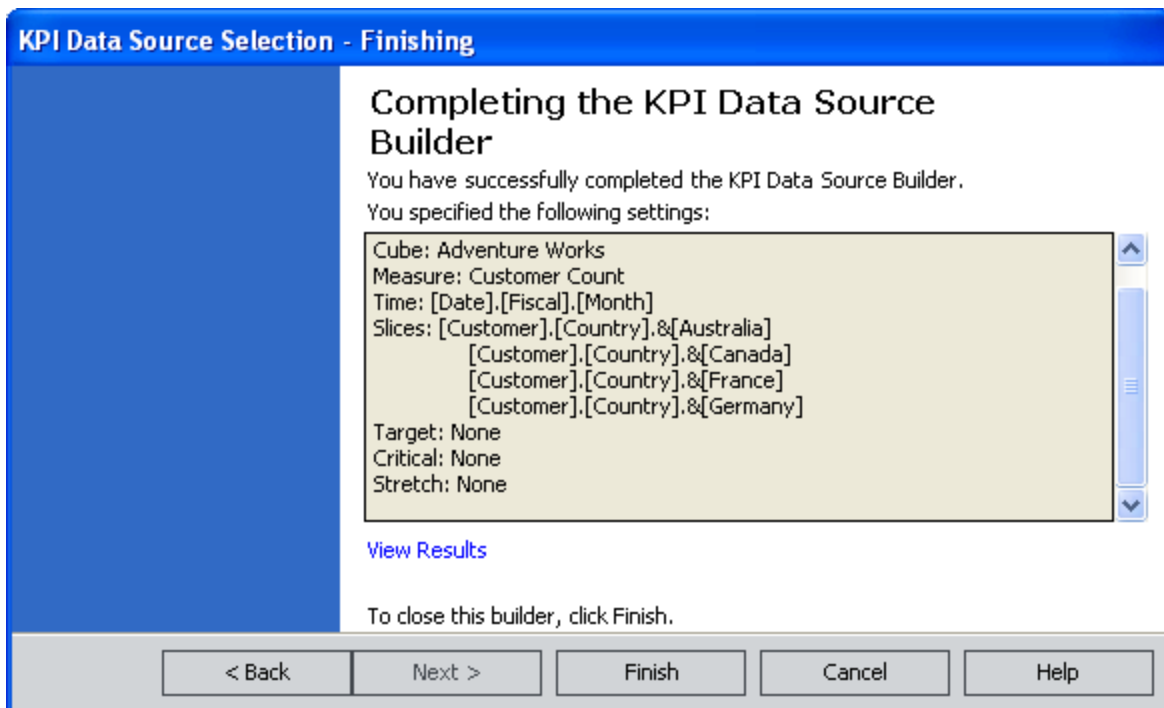 KPI Data Source Selection - Finishing
Completing the KPI Data Source
Builder
You have successfully completed the KPI Data Source Builder.
You specified the following settings:
Cube: Adventure Works
Measure: Customer Count
Time: [Date].[Fiscal].[Month]
Slices: [Customer].[Country].&[Australia]
[Customer].[Country].&[Canada]
[Customer].[Country].&[France]
[Customer].[Country].&[Germany]
Target: None
Critical: None
Stretch: None
View Results
To close this builder, click Finish.
< Back Next > Finish Cancel Help